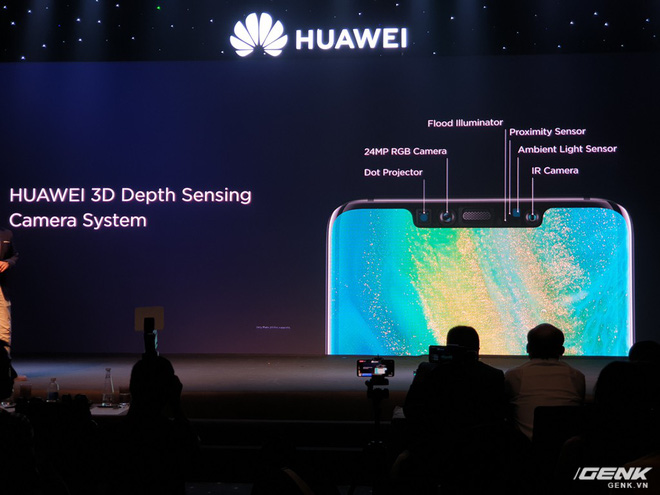 HUAWEI
Flood Illuminator
Proximity Sensor
24MP RGB Camera
Ambient Light Sensor
Dot Projector
IR Camera
HUAWEI 3D Depth Sensing
Camera System
GENK
GENK.VN